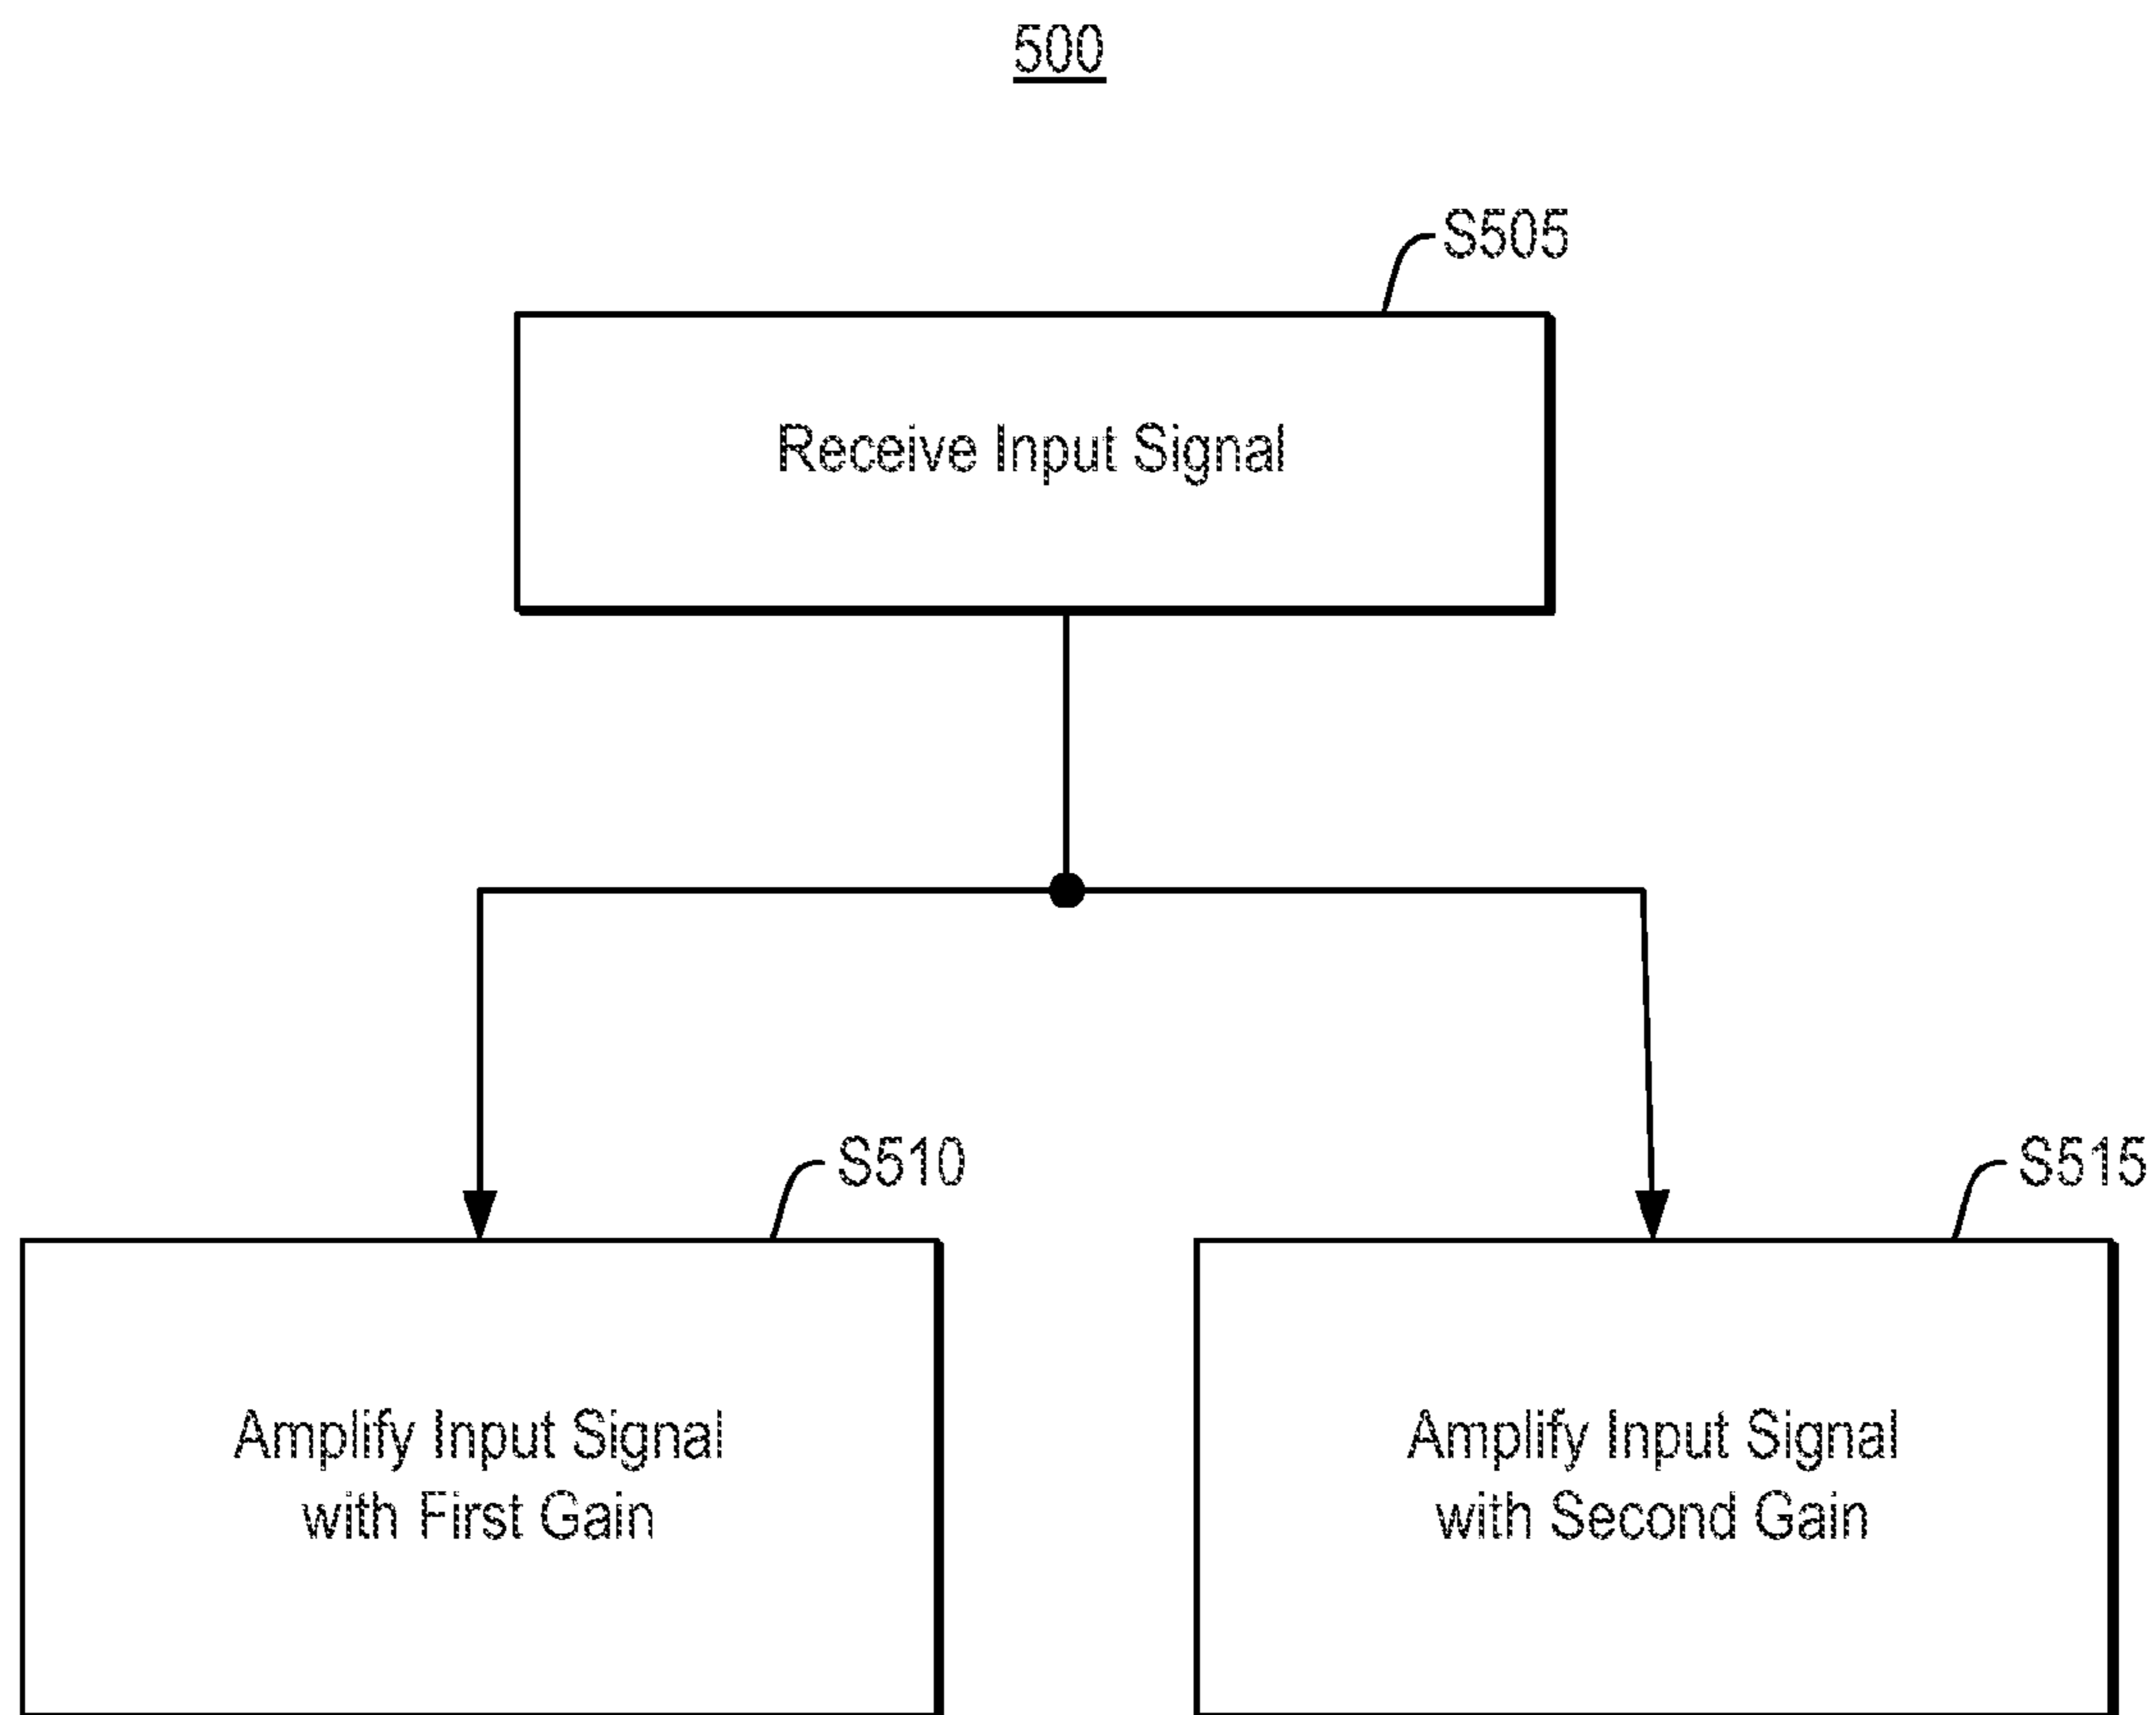 500
S505
Receive Input Signal
S510
S515
Amplify Input Signal
with First Gain
Amplify Input Signal
with Second Gain